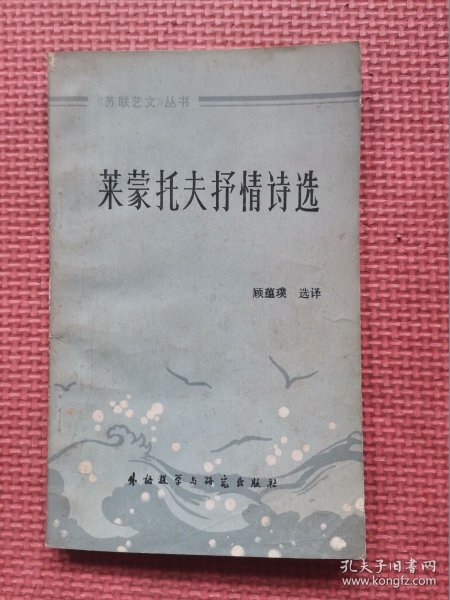 《苏联艺文》丛书
莱蒙托夫抒情诗选
顾蕴璞 选译
外语教学与研究出版社
孔夫子旧书网
www.kongfz.com